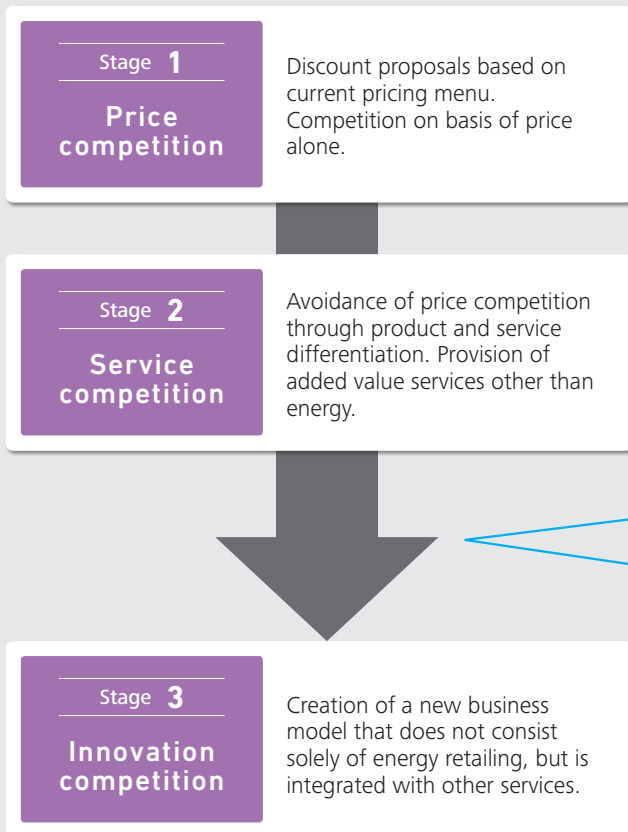 Stage 1
Price
competition
Discount proposals based on
current pricing menu.
Competition on basis of price
alone.
Stage 2
Service
competition
Avoidance of price competition
through product and service
differentiation. Provision of
added value services other than
energy.
Stage 3
Innovation
competition
Creation of a new business
model that does not consist
solely of energy retailing, but is
integrated with other services.